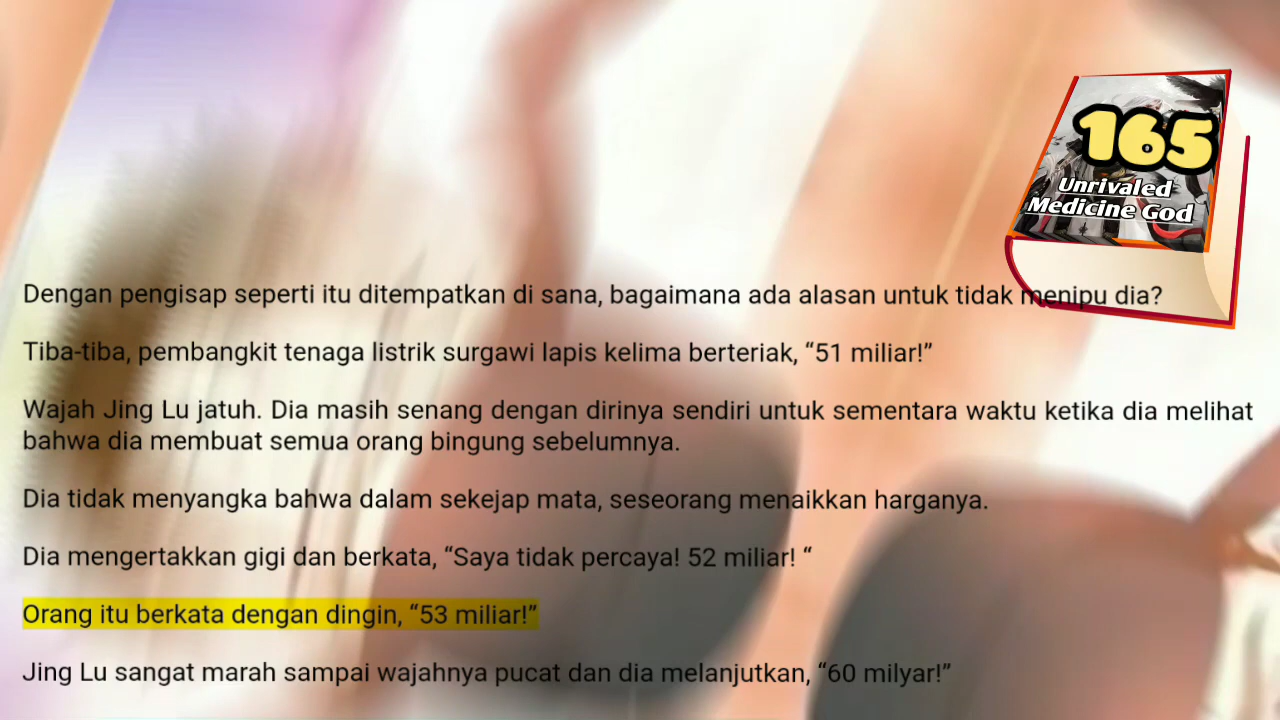 165
Unrivaled
Medicine God
Dengan pengisap seperti itu ditempatkan di sana, bagaimana ada alasan untuk tidak menipu dia?
Tiba-tiba, pembangkit tenaga listrik surgawi lapis kelima berteriak, “51 miliar!”
Wajah Jing Lu jatuh. Dia masih senang dengan dirinya sendiri untuk sementara waktu ketika dia melihat
bahwa dia membuat semua orang bingung sebelumnya.
Dia tidak menyangka bahwa dalam sekejap mata, seseorang menaikkan harganya.
Dia mengertakkan gigi dan berkata, “Saya tidak percaya! 52 miliar! “
Orang itu berkata dengan dingin, “53 miliar!”
Jing Lu sangat marah sampai wajahnya pucat dan dia melanjutkan, “60 milyar!”